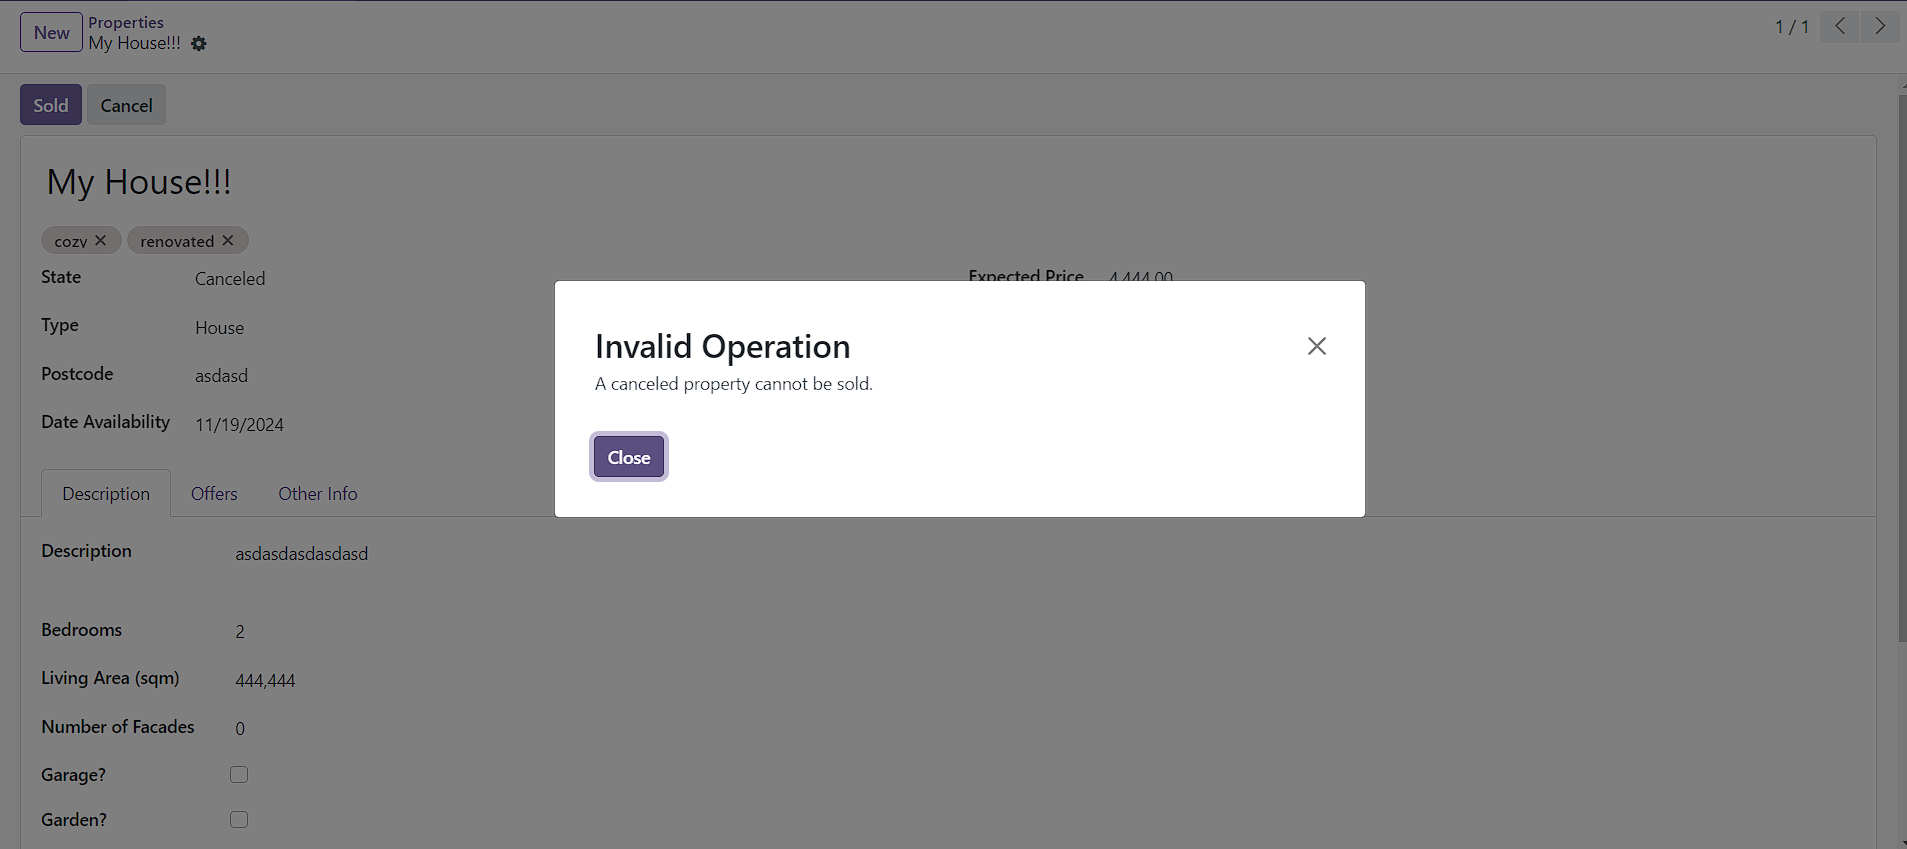 New
Properties
My House!!!
1 / 1
Sold
Cancel
My House!!!
cozy
renovated
State
Canceled
Expected Price
4,444.00
Type
House
Postcode
asdasd
Date Availability
11/19/2024
Invalid Operation
A canceled property cannot be sold.
Close
Description
Offers
Other Info
Description
asdasdasdasdasd
Bedrooms
2
Living Area (sqm)
444,444
Number of Facades
0
Garage?
Garden?